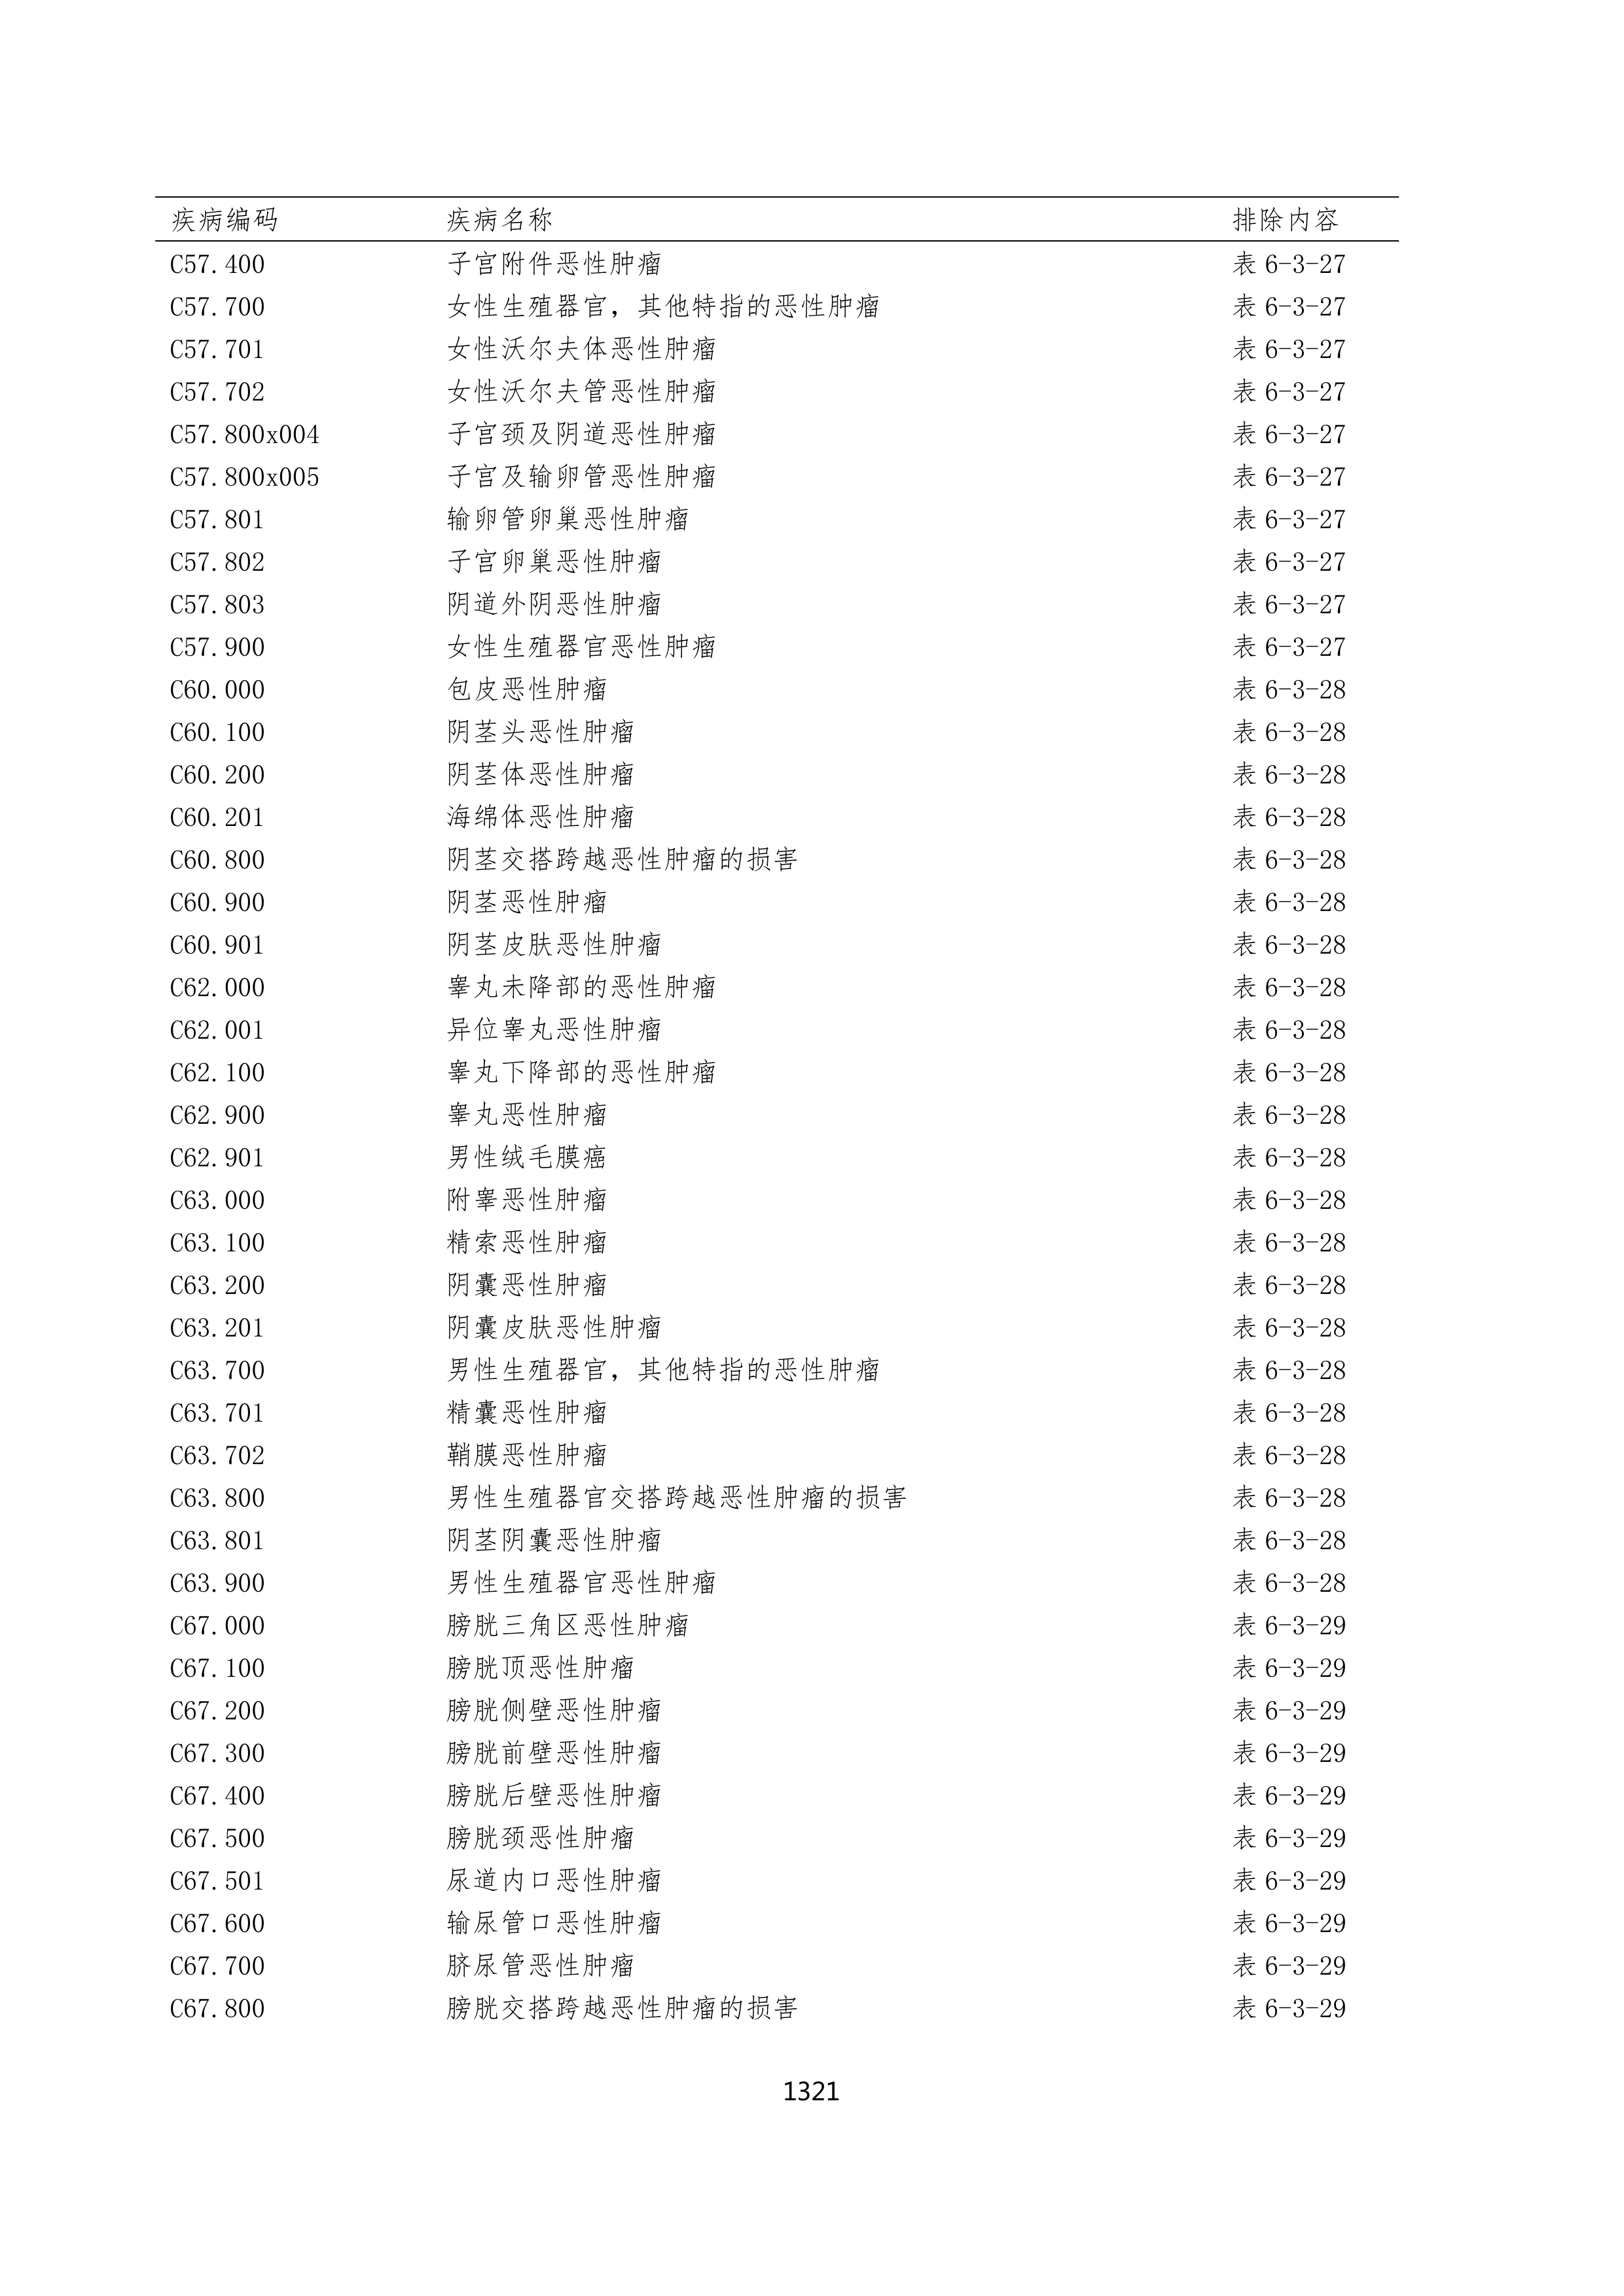 疾病编码 疾病名称 排除内容
C57.400 子宫附件恶性肿瘤 表 6-3-27
C57.700 女性生殖器官，其他特指的恶性肿瘤 表 6-3-27
C57.701 女性沃尔夫体恶性肿瘤 表 6-3-27
C57.702 女性沃尔夫管恶性肿瘤 表 6-3-27
C57.800x004 子宫颈及阴道恶性肿瘤 表 6-3-27
C57.800x005 子宫及输卵管恶性肿瘤 表 6-3-27
C57.801 输卵管卵巢恶性肿瘤 表 6-3-27
C57.802 子宫卵巢恶性肿瘤 表 6-3-27
C57.803 阴道外阴恶性肿瘤 表 6-3-27
C57.900 女性生殖器官恶性肿瘤 表 6-3-27
C60.000 包皮恶性肿瘤 表 6-3-28
C60.100 阴茎头恶性肿瘤 表 6-3-28
C60.200 阴茎体恶性肿瘤 表 6-3-28
C60.201 海绵体恶性肿瘤 表 6-3-28
C60.800 阴茎交搭跨越恶性肿瘤的损害 表 6-3-28
C60.900 阴茎恶性肿瘤 表 6-3-28
C60.901 阴茎皮肤恶性肿瘤 表 6-3-28
C62.000 睾丸未降部的恶性肿瘤 表 6-3-28
C62.001 异位睾丸恶性肿瘤 表 6-3-28
C62.100 睾丸下降部的恶性肿瘤 表 6-3-28
C62.900 睾丸恶性肿瘤 表 6-3-28
C62.901 男性绒毛膜癌 表 6-3-28
C63.000 附睾恶性肿瘤 表 6-3-28
C63.100 精索恶性肿瘤 表 6-3-28
C63.200 阴囊恶性肿瘤 表 6-3-28
C63.201 阴囊皮肤恶性肿瘤 表 6-3-28
C63.700 男性生殖器官，其他特指的恶性肿瘤 表 6-3-28
C63.701 精囊恶性肿瘤 表 6-3-28
C63.702 鞘膜恶性肿瘤 表 6-3-28
C63.800 男性生殖器官交搭跨越恶性肿瘤的损害 表 6-3-28
C63.801 阴茎阴囊恶性肿瘤 表 6-3-28
C63.900 男性生殖器官恶性肿瘤 表 6-3-28
C67.000 膀胱三角区恶性肿瘤 表 6-3-29
C67.100 膀胱顶恶性肿瘤 表 6-3-29
C67.200 膀胱侧壁恶性肿瘤 表 6-3-29
C67.300 膀胱前壁恶性肿瘤 表 6-3-29
C67.400 膀胱后壁恶性肿瘤 表 6-3-29
C67.500 膀胱颈恶性肿瘤 表 6-3-29
C67.501 尿道内口恶性肿瘤 表 6-3-29
C67.600 输尿管口恶性肿瘤 表 6-3-29
C67.700 脐尿管恶性肿瘤 表 6-3-29
C67.800 膀胱交搭跨越恶性肿瘤的损害 表 6-3-29
1321